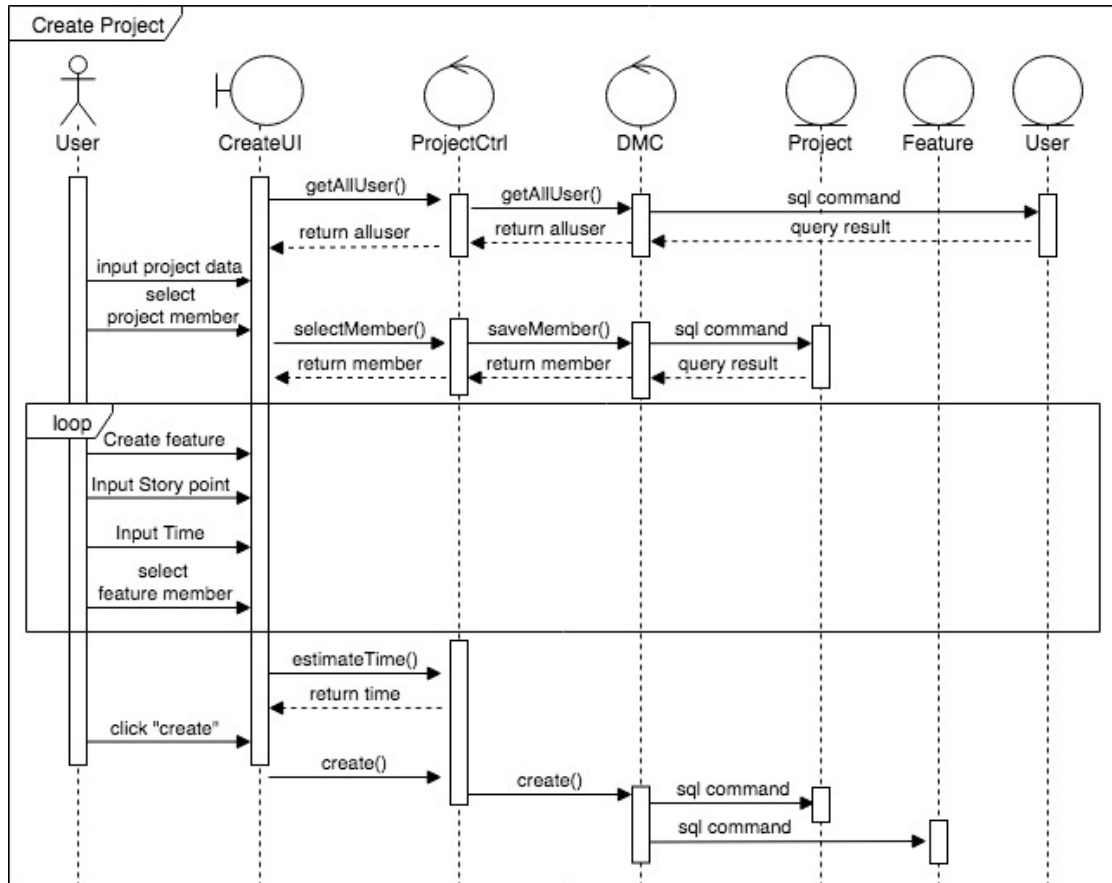 Create Project
User
CreateUI
ProjectCtrl
DMC
Project
Feature
User
getAllUser()
getAllUser()
sql command
return alluser
return alluser
query result
input project data
select
project member
selectMember()
saveMember()
sql command
return member
return member
query result
loop
Create feature
Input Story point
Input Time
select
feature member
estimateTime()
return time
click "create"
create()
create()
sql command
sql command